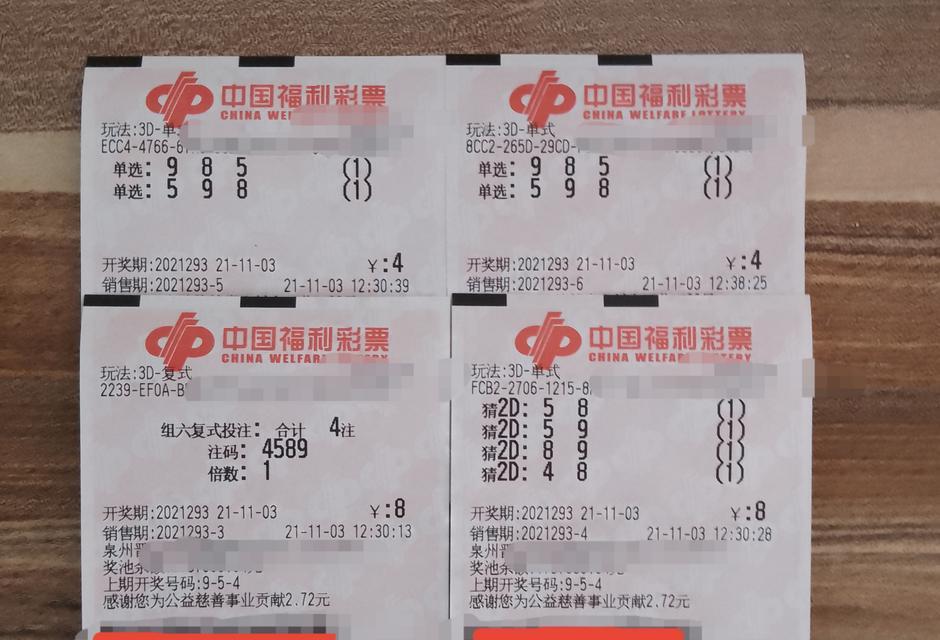 中国福利彩票
CHINA WEL
玩法:3D-单
ECC4-4766-6
单选: 9 8 5 (1)
单选: 5 9 8 (1)
开奖期:2021293 21-11-03 ¥:4
销售期:2021293-5 21-11-03 12:30:39
中国福利彩票
CHINA WELFARE LOTTERY
玩法:3D-单式
8CC2-265D-29CD-
单选: 9 8 5 (1)
单选: 5 9 8 (1)
开奖期:2021293 21-11-03 ¥:4
销售期:2021293-6 21-11-03 12:38:25
中国福利彩票
CHINA WELFARE LOTTERY
玩法:3D-复式
2239-EF0A-B
组六复式投注: 合计 4注
注码: 4589
倍数: 1
开奖期:2021293 21-11-03 ¥:8
销售期:2021293-3 21-11-03 12:30:13
泉州晋
奖池
上期开奖号码:9-5-4
感谢您为公益慈善事业贡献2.72元
中国福利彩票
CHINA WELFARE LOTTERY
玩法:3D-单式
FCB2-2706-1215-8
猜2D: 5 8 (1)
猜2D: 5 9 (1)
猜2D: 8 9 (1)
猜2D: 4 8 (1)
开奖期:2021293 21-11-03 ¥:8
销售期:2021293-4 21-11-03 12:30:28
泉州晋
奖池余额
上期开奖号码:9-5-4
感谢您为公益慈善事业贡献2.72元